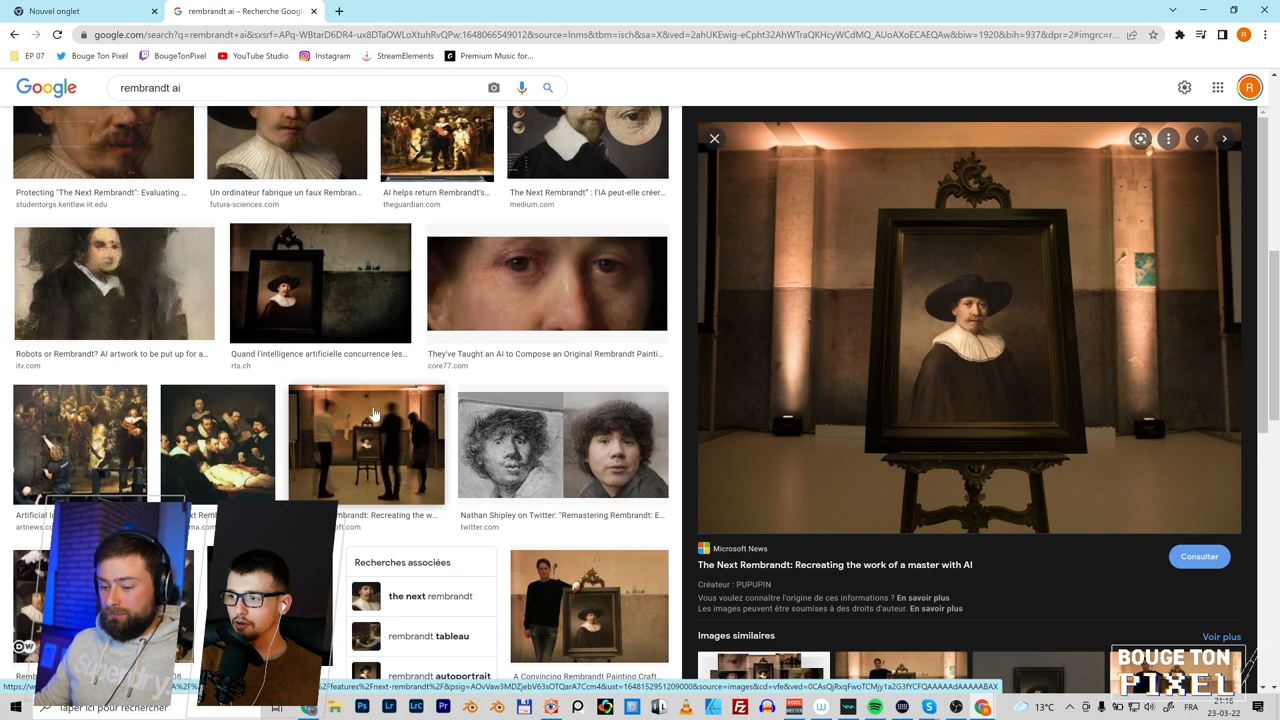 Nouvel onglet
rembrandt ai – Recherche Googl
EP 07
Bouge Ton Pixel
BougeTonPixel
YouTube Studio
Instagram
StreamElements
Premium Music for...
Google
rembrandt ai
R
Protecting "The Next Rembrandt": Evaluating ...
studentorgs.kentlaw.iit.edu
Un ordinateur fabrique un faux Rembran...
futura-sciences.com
AI helps return Rembrandt's...
theguardian.com
The Next Rembrandt" : l'IA peut-elle créer...
medium.com
Robots or Rembrandt? AI artwork to be put up for a...
itv.com
Quand l'intelligence artificielle concurrence les...
rts.ch
They've Taught an AI to Compose an Original Rembrandt Painti...
core77.com
Nathan Shipley on Twitter: "Remastering Rembrandt: E...
twitter.com
Recherches associées
the next rembrandt
rembrandt tableau
rembrandt autoportrait
A Convincing Rembrandt Painting Craft...
Microsoft News
The Next Rembrandt: Recreating the work of a master with AI
Consulter
Créateur : PUPUPIN
Vous voulez connaître l'origine de ces informations ? En savoir plus
Les images peuvent être soumises à des droits d'auteur. En savoir plus
Images similaires
Voir plus
BOUGE TON
Taper ici pour rechercher
13°C
FR
21:16
23-03-22